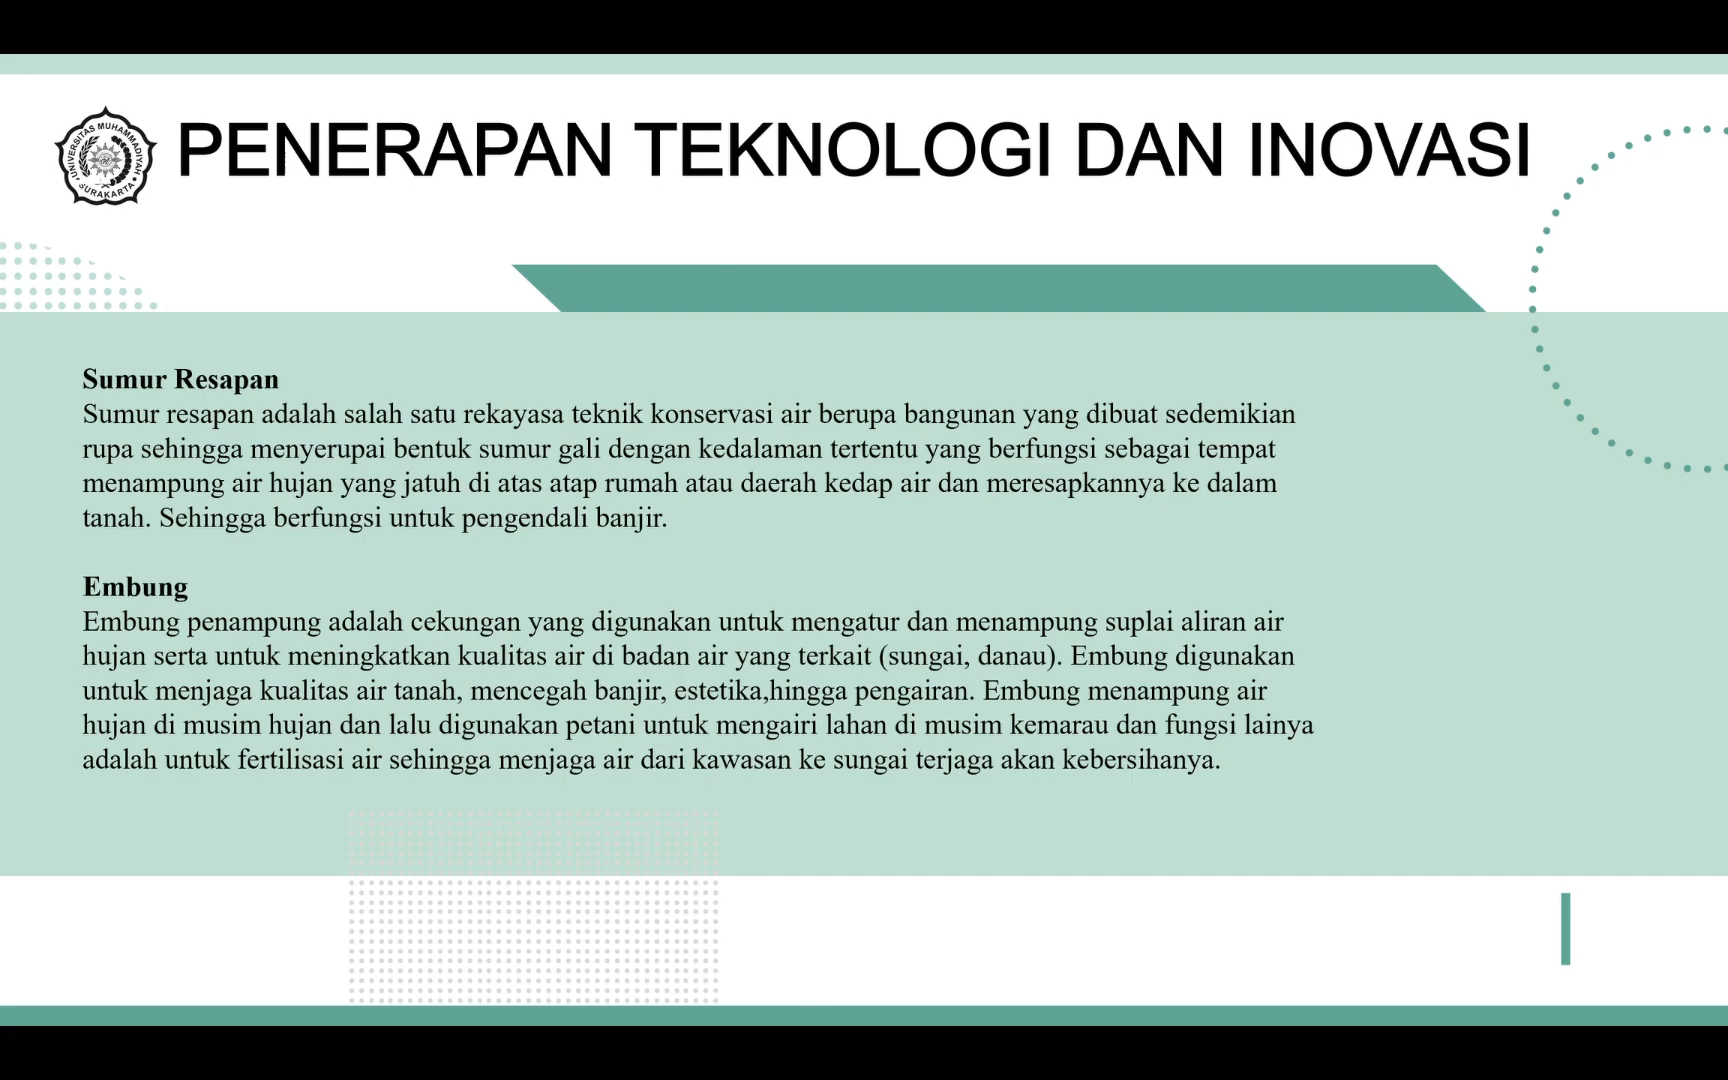 UNIVERSITAS MUHAMMADIYAH
SURAKARTA
PENERAPAN TEKNOLOGI DAN INOVASI
Sumur Resapan
Sumur resapan adalah salah satu rekayasa teknik konservasi air berupa bangunan yang dibuat sedemikian
rupa sehingga menyerupai bentuk sumur gali dengan kedalaman tertentu yang berfungsi sebagai tempat
menampung air hujan yang jatuh di atas atap rumah atau daerah kedap air dan meresapkannya ke dalam
tanah. Sehingga berfungsi untuk pengendali banjir.
Embung
Embung penampung adalah cekungan yang digunakan untuk mengatur dan menampung suplai aliran air
hujan serta untuk meningkatkan kualitas air di badan air yang terkait (sungai, danau). Embung digunakan
untuk menjaga kualitas air tanah, mencegah banjir, estetika,hingga pengairan. Embung menampung air
hujan di musim hujan dan lalu digunakan petani untuk mengairi lahan di musim kemarau dan fungsi lainya
adalah untuk fertilisasi air sehingga menjaga air dari kawasan ke sungai terjaga akan kebersihanya.